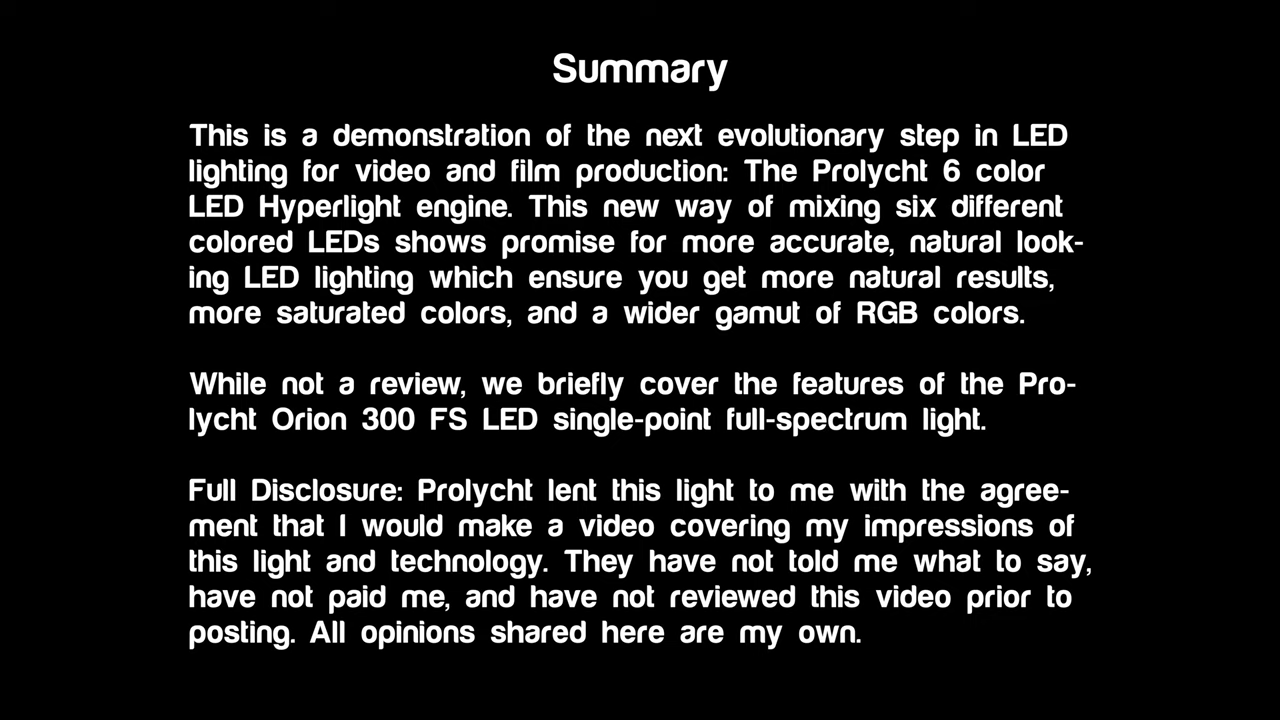 Summary
This is a demonstration of the next evolutionary step in LED
lighting for video and film production: The Prolycht 6 color
LED Hyperlight engine. This new way of mixing six different
colored LEDs shows promise for more accurate, natural look-
ing LED lighting which ensure you get more natural results,
more saturated colors, and a wider gamut of RGB colors.
While not a review, we briefly cover the features of the Pro-
lycht Orion 300 FS LED single-point full-spectrum light.
Full Disclosure: Prolycht lent this light to me with the agree-
ment that I would make a video covering my impressions of
this light and technology. They have not told me what to say,
have not paid me, and have not reviewed this video prior to
posting. All opinions shared here are my own.